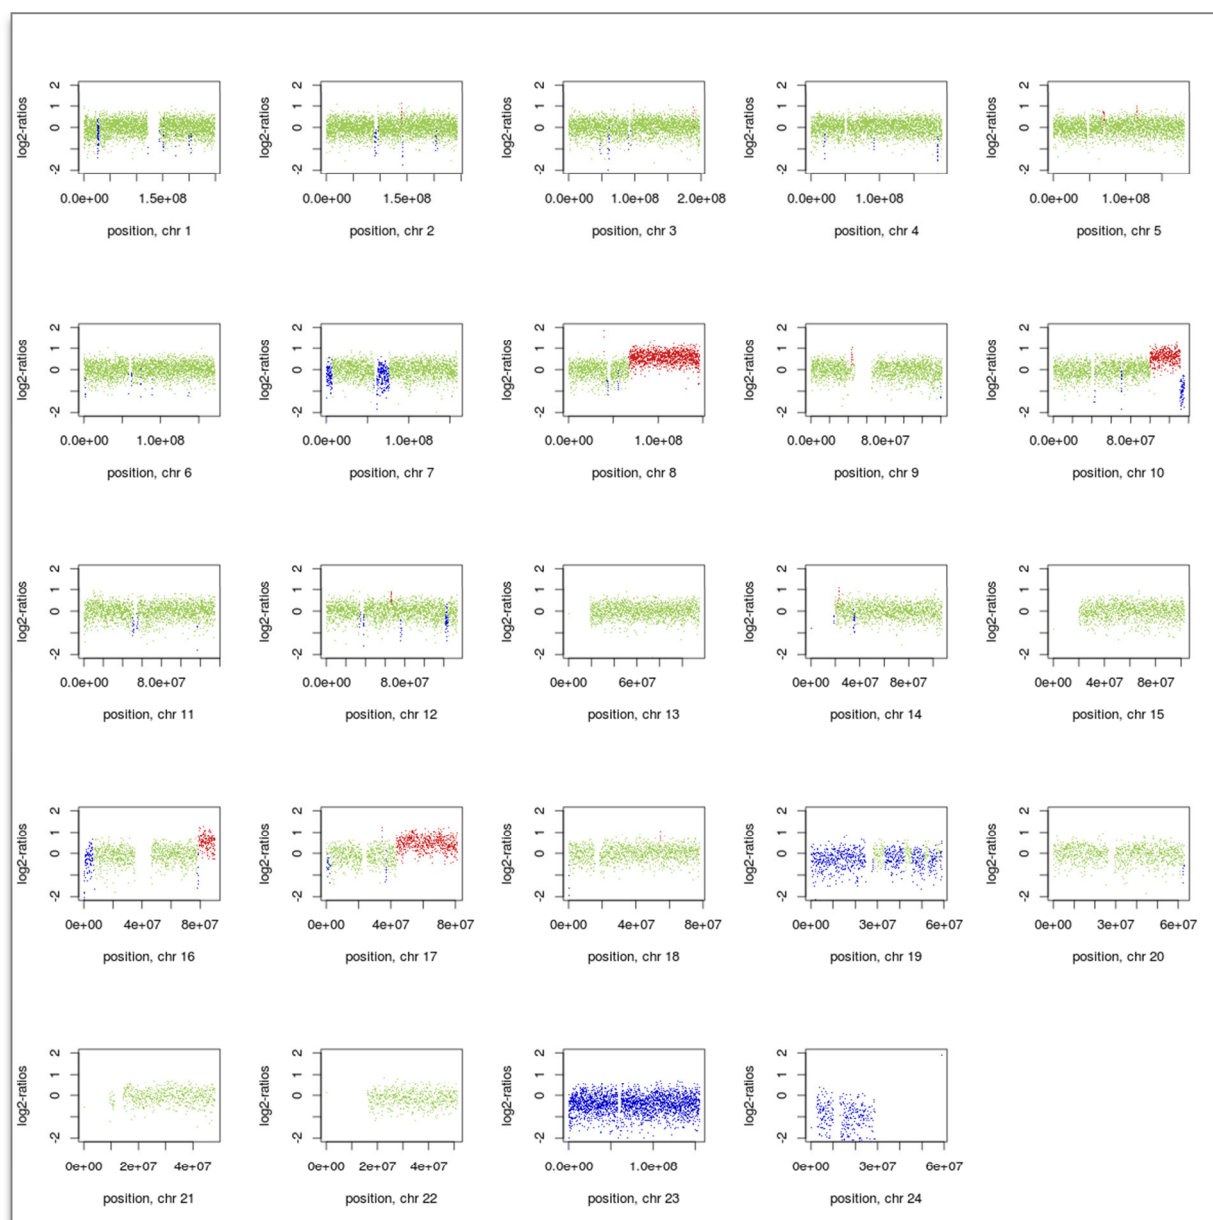 log2-ratios
2
1
0
-2
0.0e+00 1.5e+08
position, chr 1
log2-ratios
2
1
0
-2
0.0e+00 1.5e+08
position, chr 2
log2-ratios
2
1
0
-2
0.0e+00 1.0e+08 2.0e+08
position, chr 3
log2-ratios
2
1
0
-2
0.0e+00 1.0e+08
position, chr 4
log2-ratios
2
1
0
-2
0.0e+00 1.0e+08
position, chr 5
log2-ratios
2
1
0
-2
0.0e+00 1.0e+08
position, chr 6
log2-ratios
2
1
0
-2
0.0e+00 1.0e+08
position, chr 7
log2-ratios
2
1
0
-2
0.0e+00 1.0e+08
position, chr 8
log2-ratios
2
1
0
-2
0.0e+00 8.0e+07
position, chr 9
log2-ratios
2
1
0
-2
0.0e+00 8.0e+07
position, chr 10
log2-ratios
2
1
0
-2
0.0e+00 8.0e+07
position, chr 11
log2-ratios
2
1
0
-2
0.0e+00 8.0e+07
position, chr 12
log2-ratios
2
1
0
-2
0e+00 6e+07
position, chr 13
log2-ratios
2
1
0
-2
0e+00 4e+07 8e+07
position, chr 14
log2-ratios
2
1
0
-2
0e+00 4e+07 8e+07
position, chr 15
log2-ratios
2
1
0
-2
0e+00 4e+07 8e+07
position, chr 16
log2-ratios
2
1
0
-2
0e+00 4e+07 8e+07
position, chr 17
log2-ratios
2
1
0
-2
0e+00 4e+07 8e+07
position, chr 18
log2-ratios
2
1
0
-2
0e+00 3e+07 6e+07
position, chr 19
log2-ratios
2
1
0
-2
0e+00 3e+07 6e+07
position, chr 20
log2-ratios
2
1
0
-2
0e+00 2e+07 4e+07
position, chr 21
log2-ratios
2
1
0
-2
0e+00 2e+07 4e+07
position, chr 22
log2-ratios
2
1
0
-2
0.0e+00 1.0e+08
position, chr 23
log2-ratios
2
1
0
-2
0e+00 3e+07 6e+07
position, chr 24